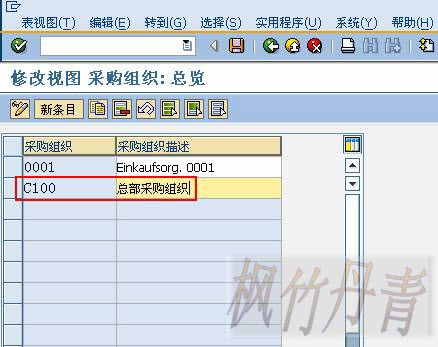 表视图(T) 编辑(E) 转到(G) 选择(S) 实用程序(U) 系统(Y) 帮助(H)
修改视图 采购组织: 总览
新条目
采购组织 采购组织描述
0001 Einkaufsorg. 0001
C100 总部采购组织
枫竹丹青